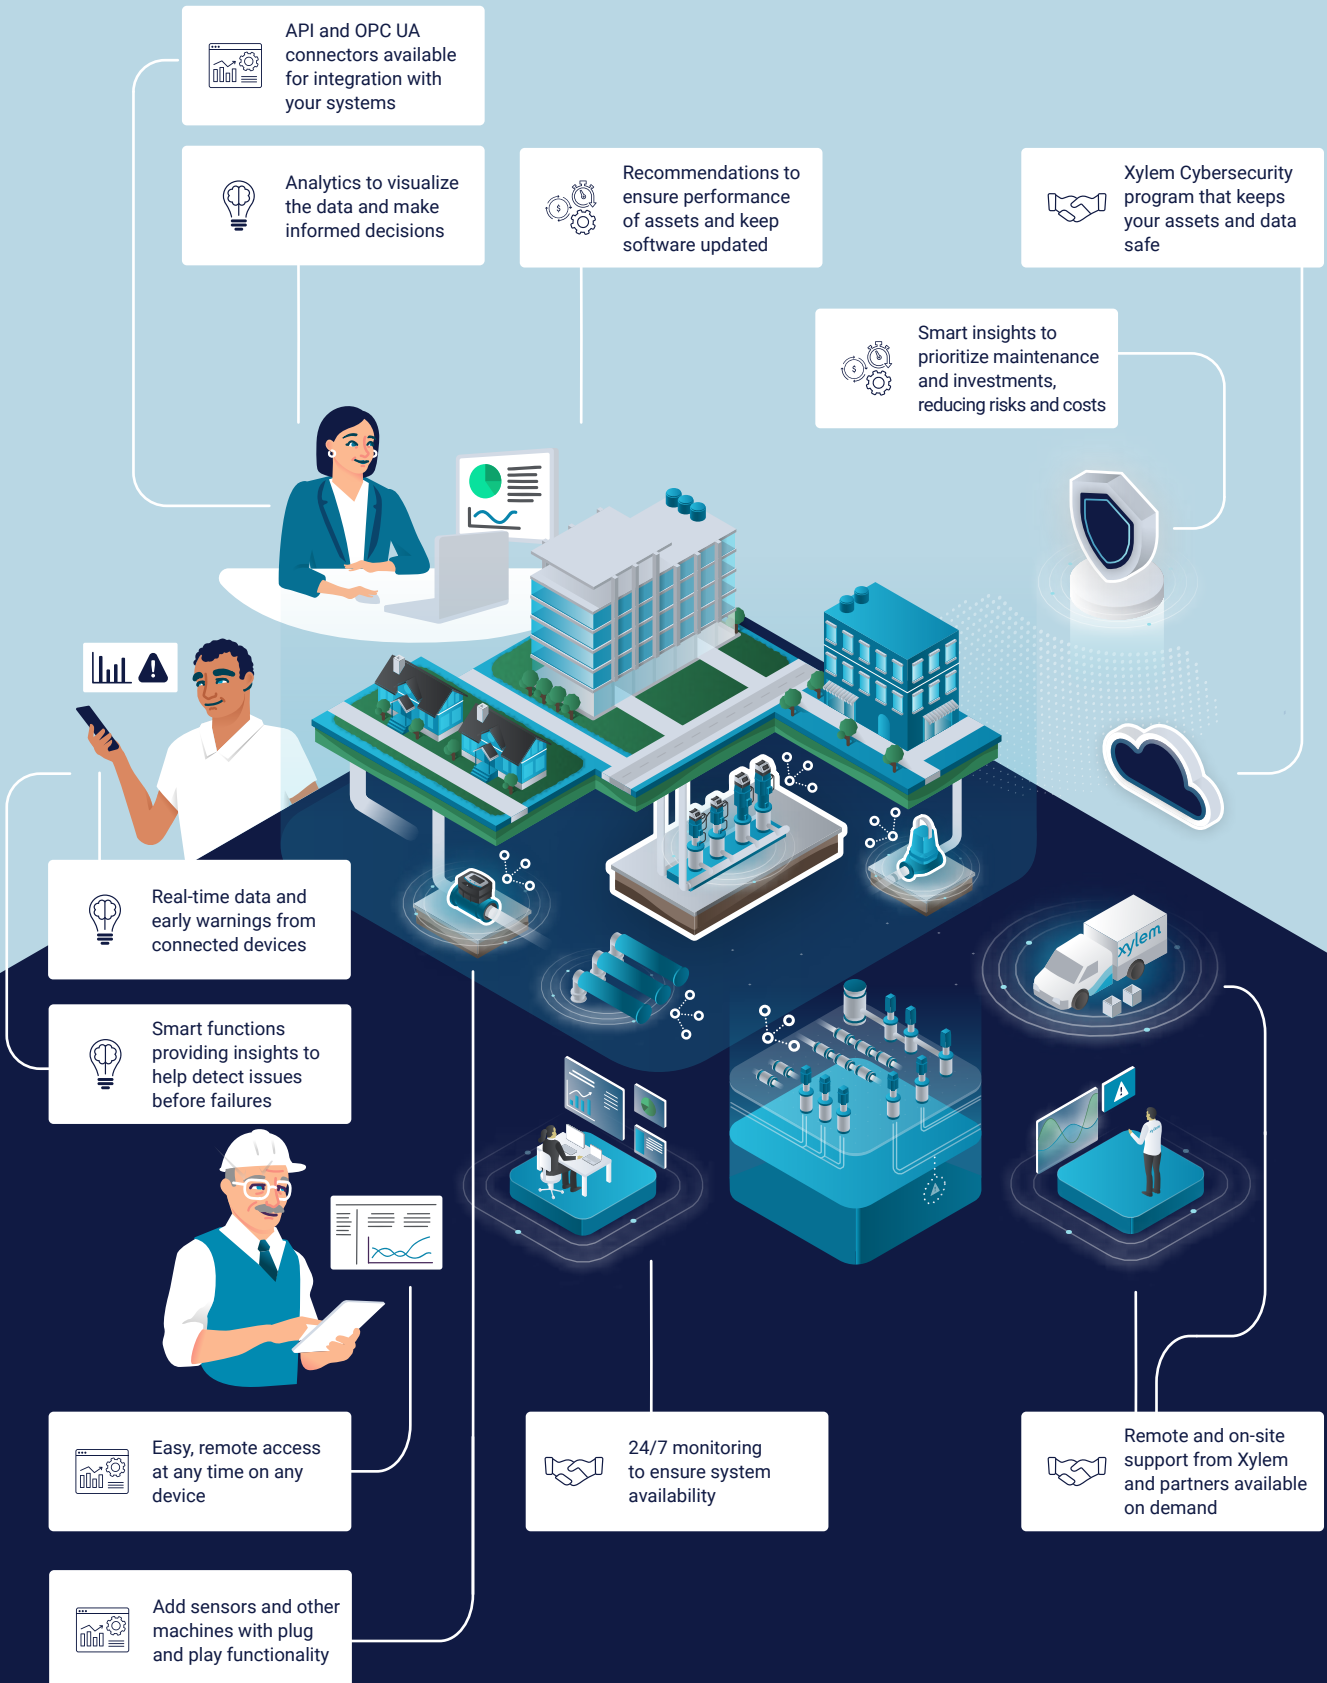 API and OPC UA
connectors available
for integration with
your systems
Analytics to visualize
the data and make
informed decisions
Recommendations to
ensure performance
of assets and keep
software updated
Xylem Cybersecurity
program that keeps
your assets and data
safe
Smart insights to
prioritize maintenance
and investments,
reducing risks and costs
Real-time data and
early warnings from
connected devices
xylem
Smart functions
providing insights to
help detect issues
before failures
Easy, remote access
at any time on any
device
24/7 monitoring
to ensure system
availability
Remote and on-site
support from Xylem
and partners available
on demand
Add sensors and other
machines with plug
and play functionality